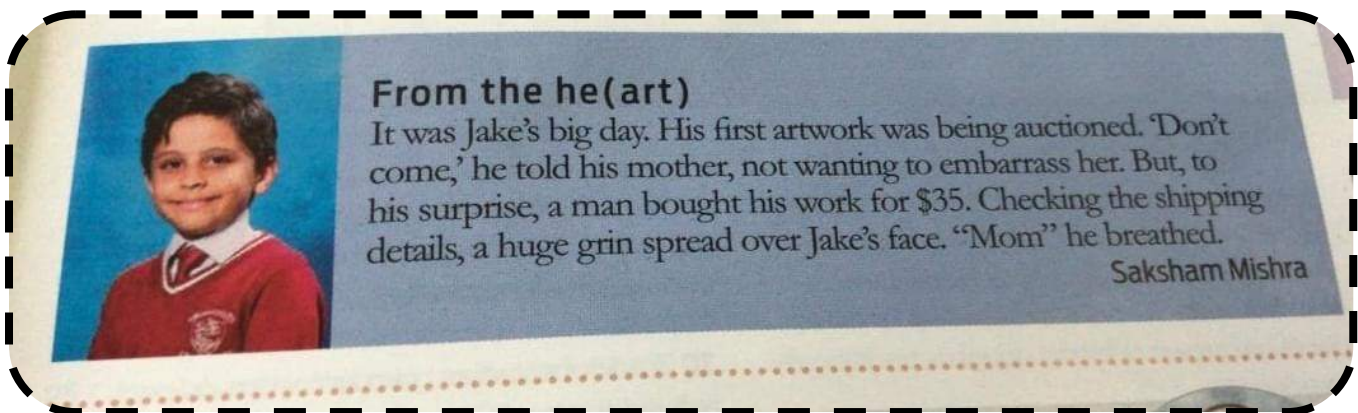 From the he(art)
It was Jake’s big day. His first artwork was being auctioned. ‘Don’t
come,’ he told his mother, not wanting to embarrass her. But, to
his surprise, a man bought his work for $35. Checking the shipping
details, a huge grin spread over Jake’s face. “Mom” he breathed.
Saksham Mishra